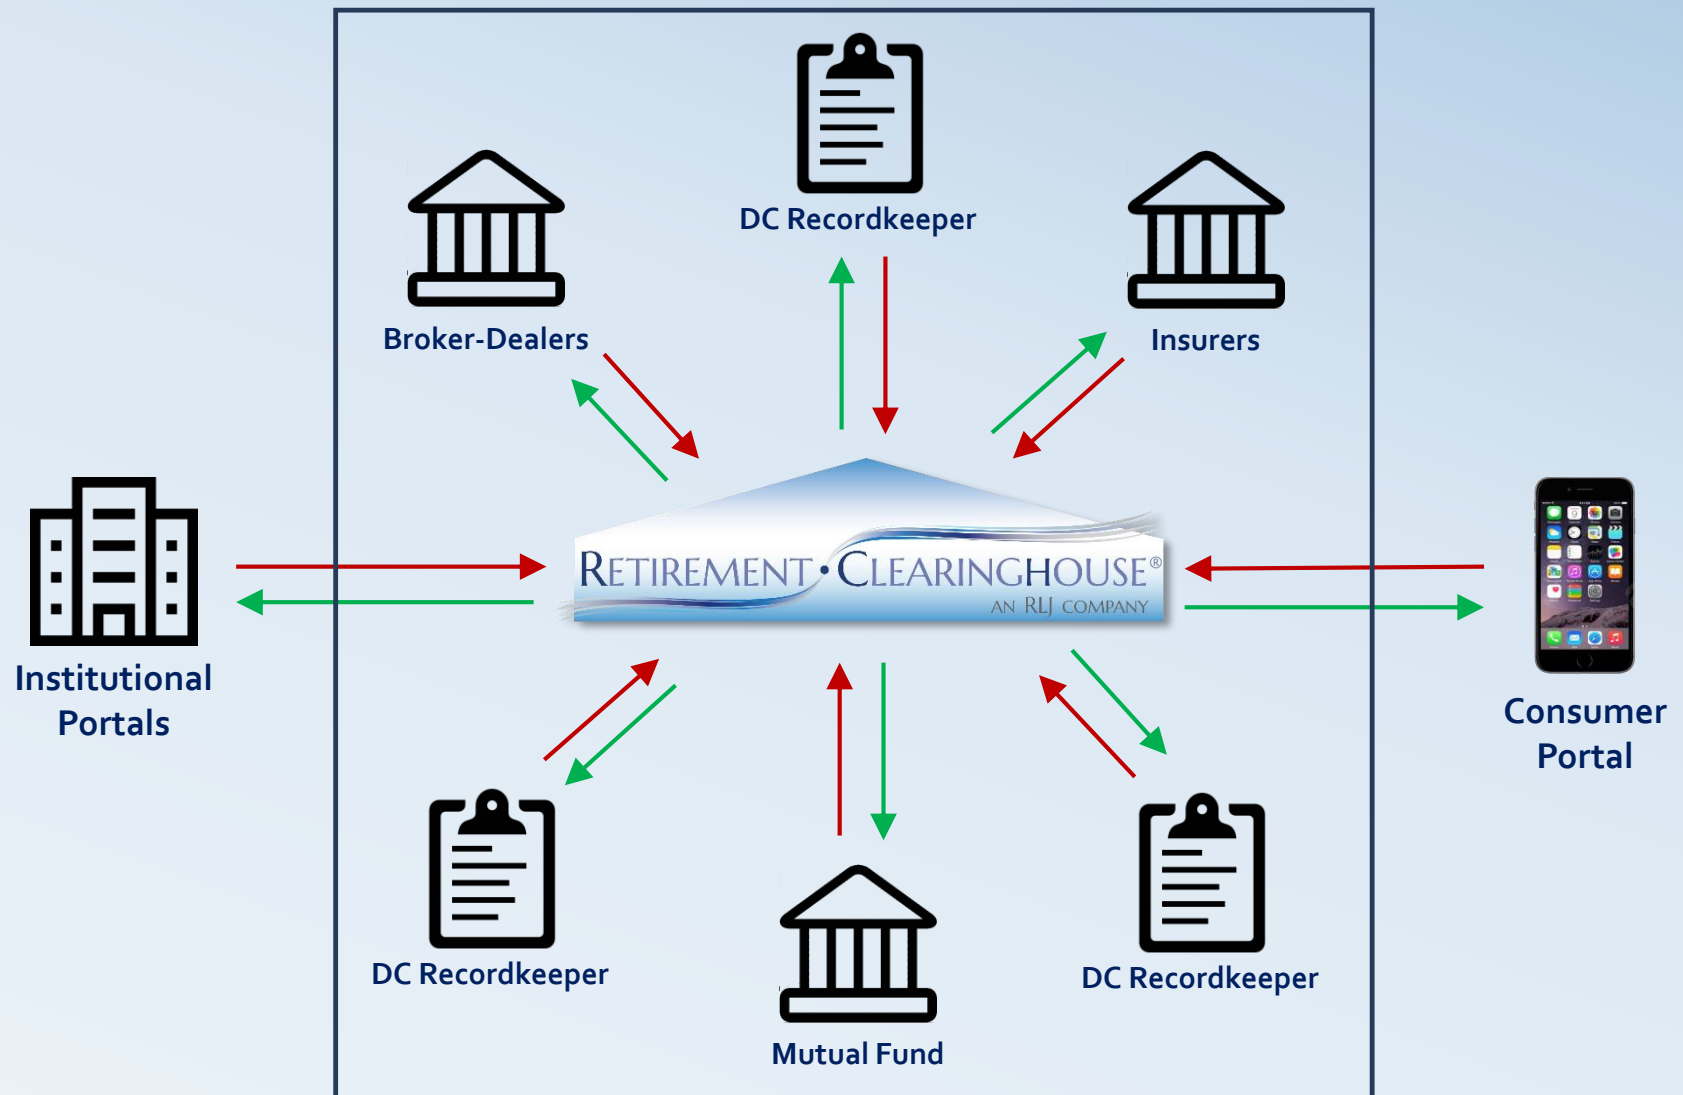 DC Recordkeeper
Broker-Dealers
Insurers
RETIREMENT•CLEARINGHOUSE®
AN RLJ COMPANY
Institutional
Portals
Consumer
Portal
DC Recordkeeper
DC Recordkeeper
Mutual Fund